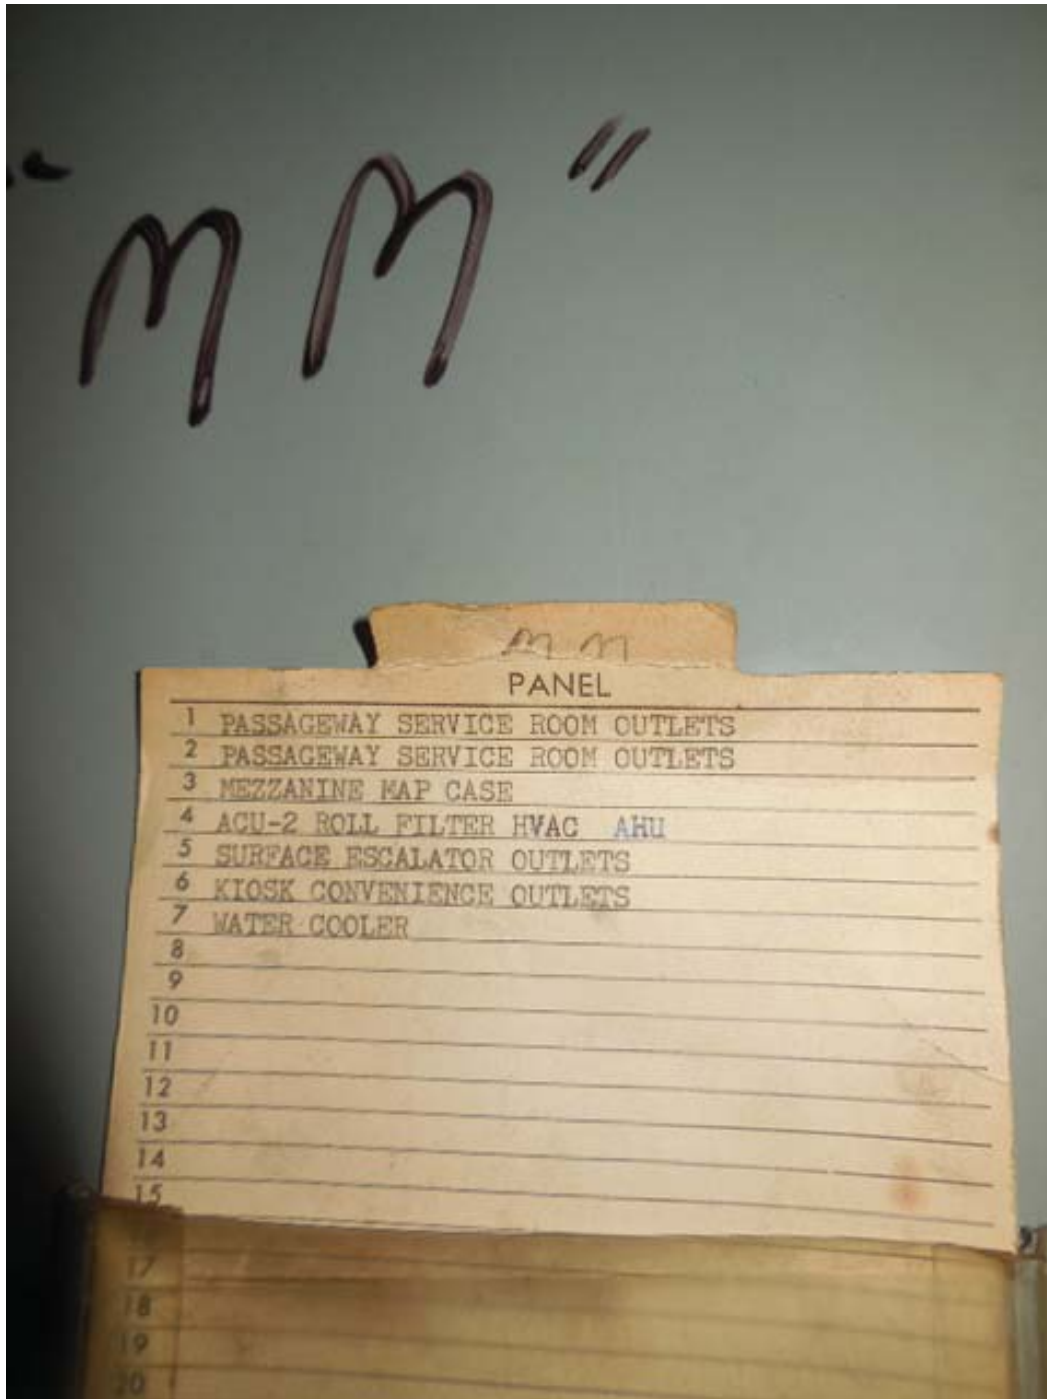 "MM"
MM
PANEL
1 PASSAGEWAY SERVICE ROOM OUTLETS
2 PASSAGEWAY SERVICE ROOM OUTLETS
3 MEZZANINE MAP CASE
4 ACU-2 ROLL FILTER HVAC AHU
5 SURFACE ESCALATOR OUTLETS
6 KIOSK CONVENIENCE OUTLETS
7 WATER COOLER
8
9
10
11
12
13
14
15
17
18
19
20